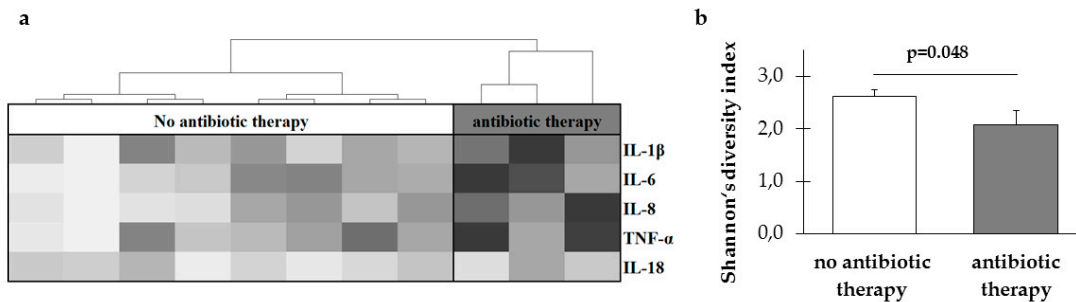 a
No antibiotic therapy
antibiotic therapy
IL-1β
IL-6
IL-8
TNF-α
IL-18
b
p=0.048
Shannon's diversity index
3,0
2,0
1,0
0,0
no antibiotic
therapy
antibiotic
therapy